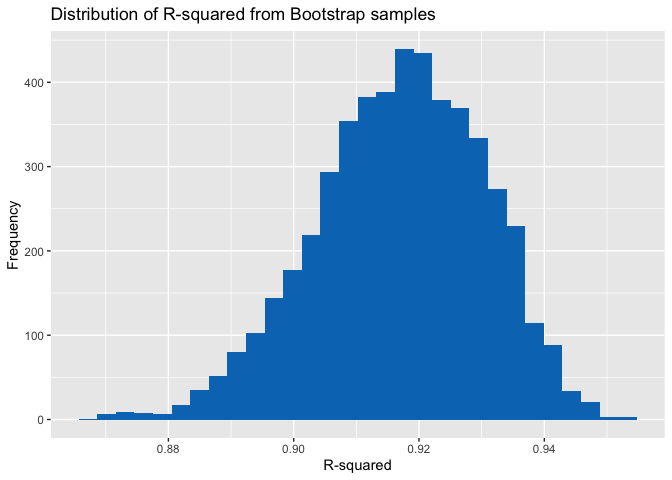 Distribution of R-squared from Bootstrap samples
Frequency
400
300
200
100
0
0.88 0.90 0.92 0.94
R-squared